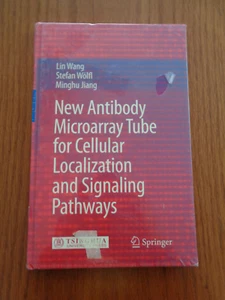 Lin Wang
Stefan Wölfl
Minghu Jiang
New Antibody
Microarray Tube
for Cellular
Localization
and Signaling
Pathways
Springer